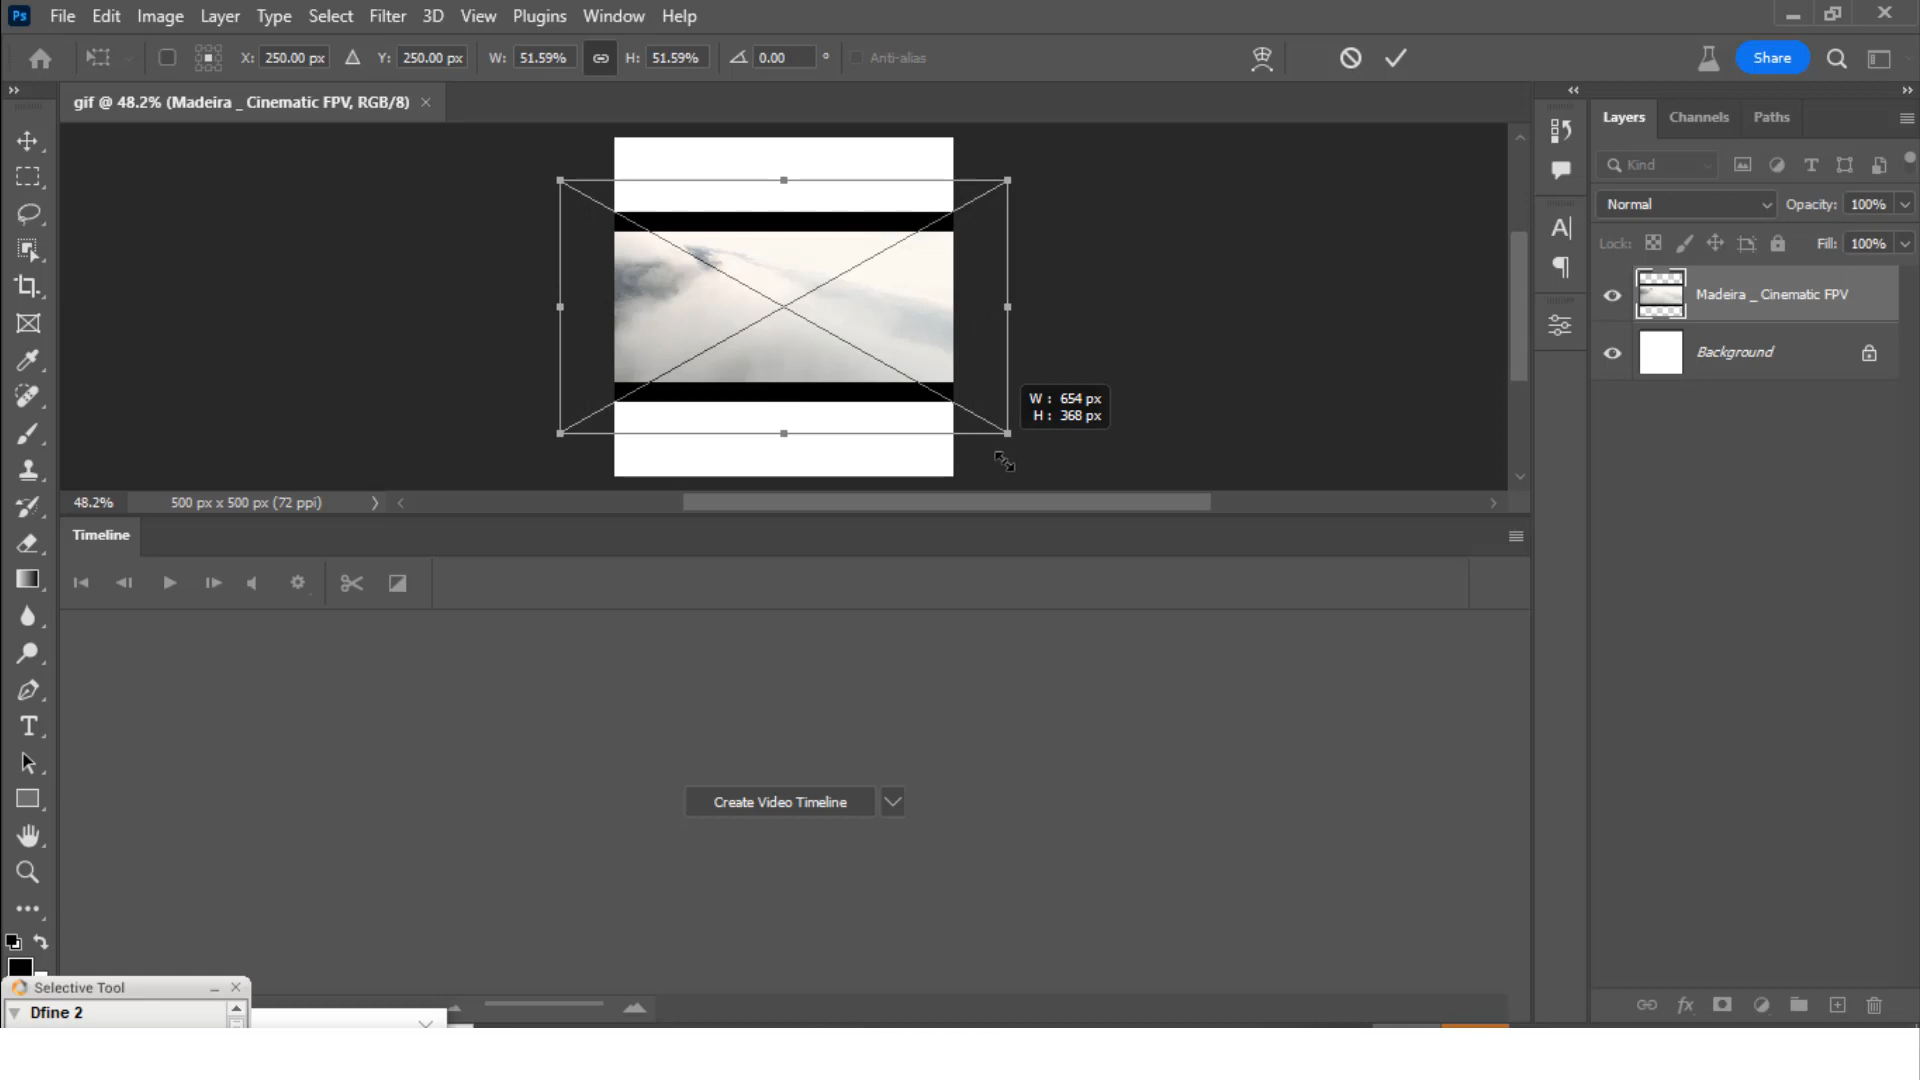 Ps File Edit Image Layer Type Select Filter 3D View Plugins Window Help
X: 250.00 px Y: 250.00 px W: 51.59% H: 51.59% 0.00 ° Anti-alias Share
gif @ 48.2% (Madeira _ Cinematic FPV, RGB/8)
Layers Channels Paths
Kind
Normal Opacity: 100%
Lock: Fill: 100%
Madeira _ Cinematic FPV
Background
W : 654 px
H : 368 px
48.2% 500 px x 500 px (72 ppi)
Timeline
Create Video Timeline
Selective Tool
Dfine 2